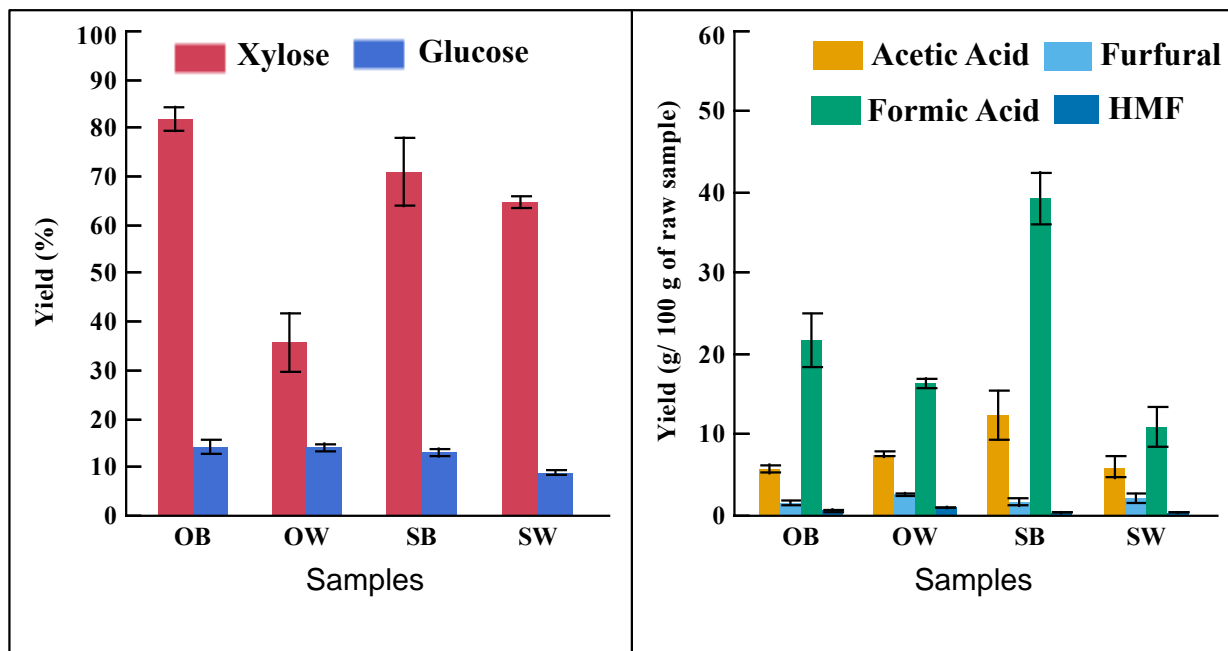 Xylose Glucose
Yield (%)
100
90
80
70
60
50
40
30
20
10
0
OB OW SB SW
Samples
Acetic Acid Furfural
Formic Acid HMF
Yield (g/ 100 g of raw sample)
60
50
40
30
20
10
0
OB OW SB SW
Samples